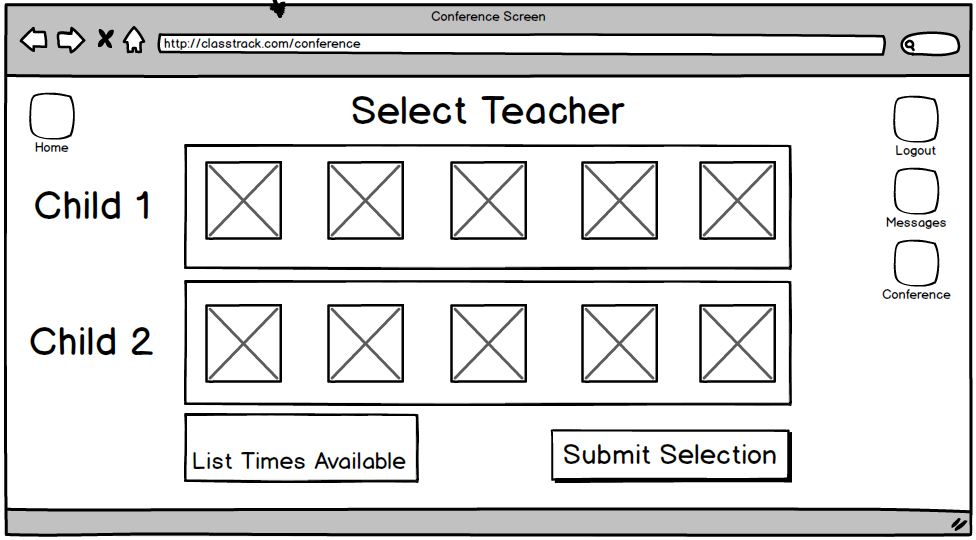 Conference Screen
http://classtrack.com/conference
Select Teacher
Home
Logout
Child 1
Messages
Conference
Child 2
List Times Available
Submit Selection